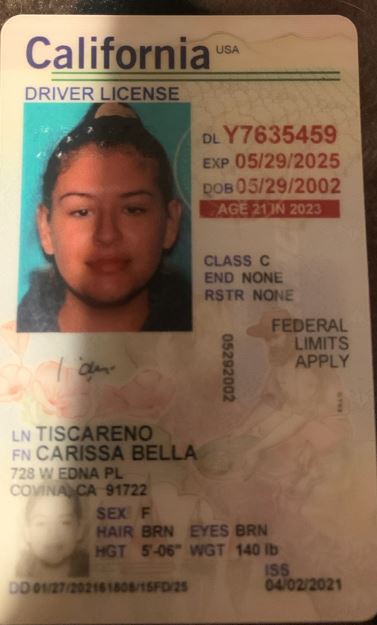 California USA
DRIVER LICENSE
DL Y7635459
EXP 05/29/2025
DOB 05/29/2002
AGE 21 IN 2023
CLASS C
END NONE
RSTR NONE
FEDERAL
LIMITS
APPLY
05292002
LN TISCARENO
FN CARISSA BELLA
728 W EDNA PL
COVINA, CA 91722
SEX F
HAIR BRN EYES BRN
HGT 5'-06" WGT 140 lb
ISS
DD 01/27/202161808/15FD/25
04/02/2021